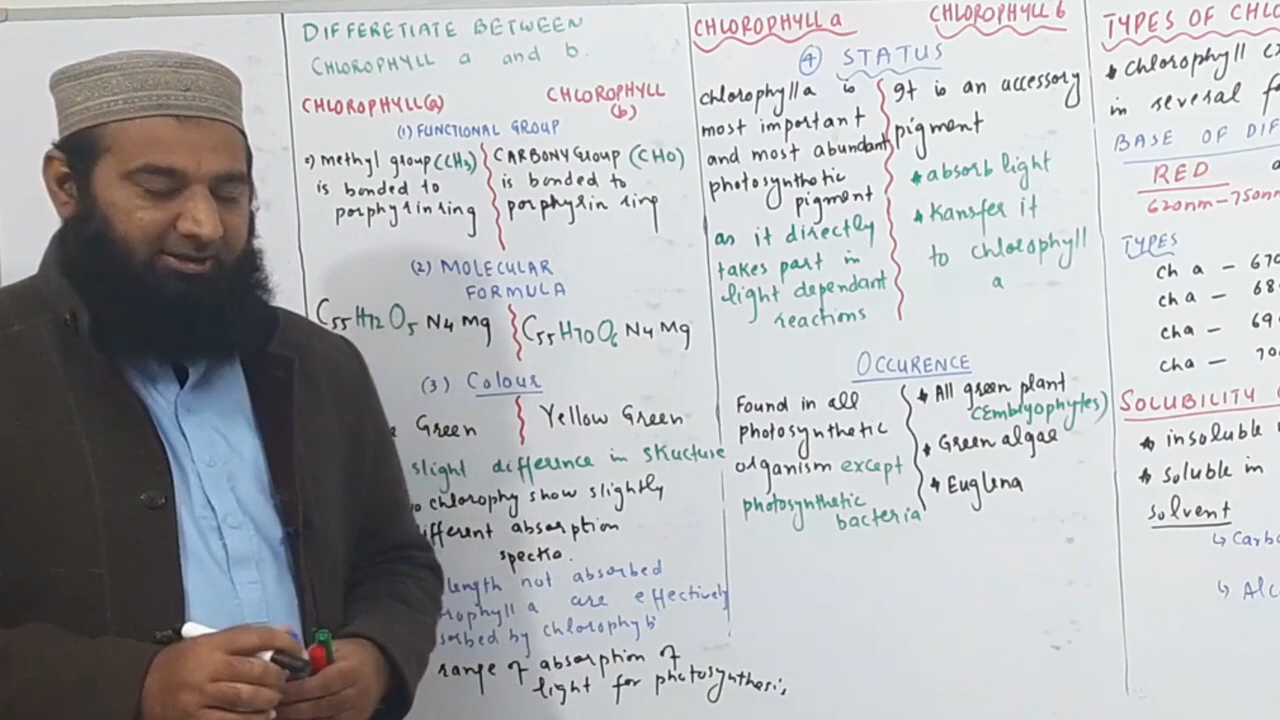 DIFFERETIATE BETWEEN
CHLOROPHYLL a and b.
CHLOROPHYLL(a)
CHLOROPHYLL
(b)
(1) FUNCTIONAL GROUP
methyl group (CH3)
is bonded to
porphyrin ring
CARBONY Group (CHO)
is bonded to
porphyrin ring
(2) MOLECULAR
FORMULA
C55H72O5N4Mg
C55H70O6N4Mg
(3) Colour
Green
Yellow Green
slight difference in structure
chlorophy show slightly
different absorption
spectra.
length not absorbed
rophyll a are effectively
sorbed by chlorophy b
range of absorption of
light for photosynthesis,
CHLOROPHYLL a
CHLOROPHYLL b
④ STATUS
chlorophyll a is
most important
and most abundant
photosynthetic
pigment
as it directly
takes part in
light dependant
reactions
It is an accessory
pigment
* absorb light
* transfer it
to chlorophyll
a
OCCURENCE
Found in all
photosynthetic
organism except
photosynthetic
bacteria
* All green plant
(Embryophytes)
* Green algae
* Euglena
TYPES OF CHLO
* chlorophyll
in several
BASE OF DIF
RED
620nm-750nm
TYPES
ch a - 670
ch a - 68
cha - 69
cha - 70
SOLUBILITY
* insoluble
* soluble in
solvent
↳ Carbo
↳ Alc